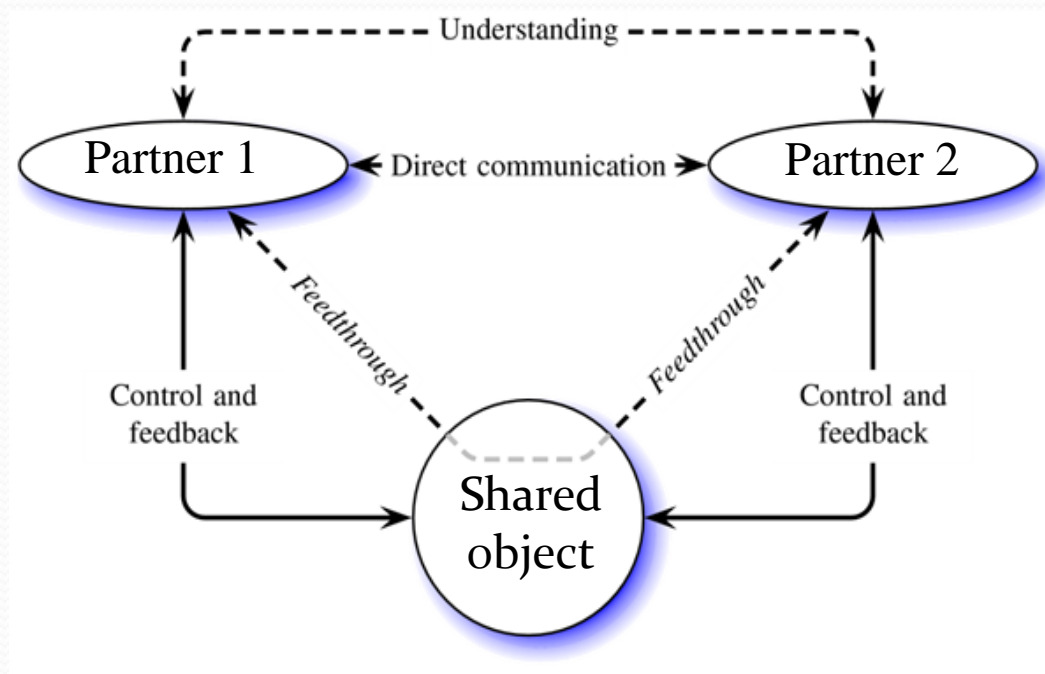 Understanding
Partner 1
Direct communication
Partner 2
Feedthrough
Feedthrough
Control and
feedback
Control and
feedback
Shared
object